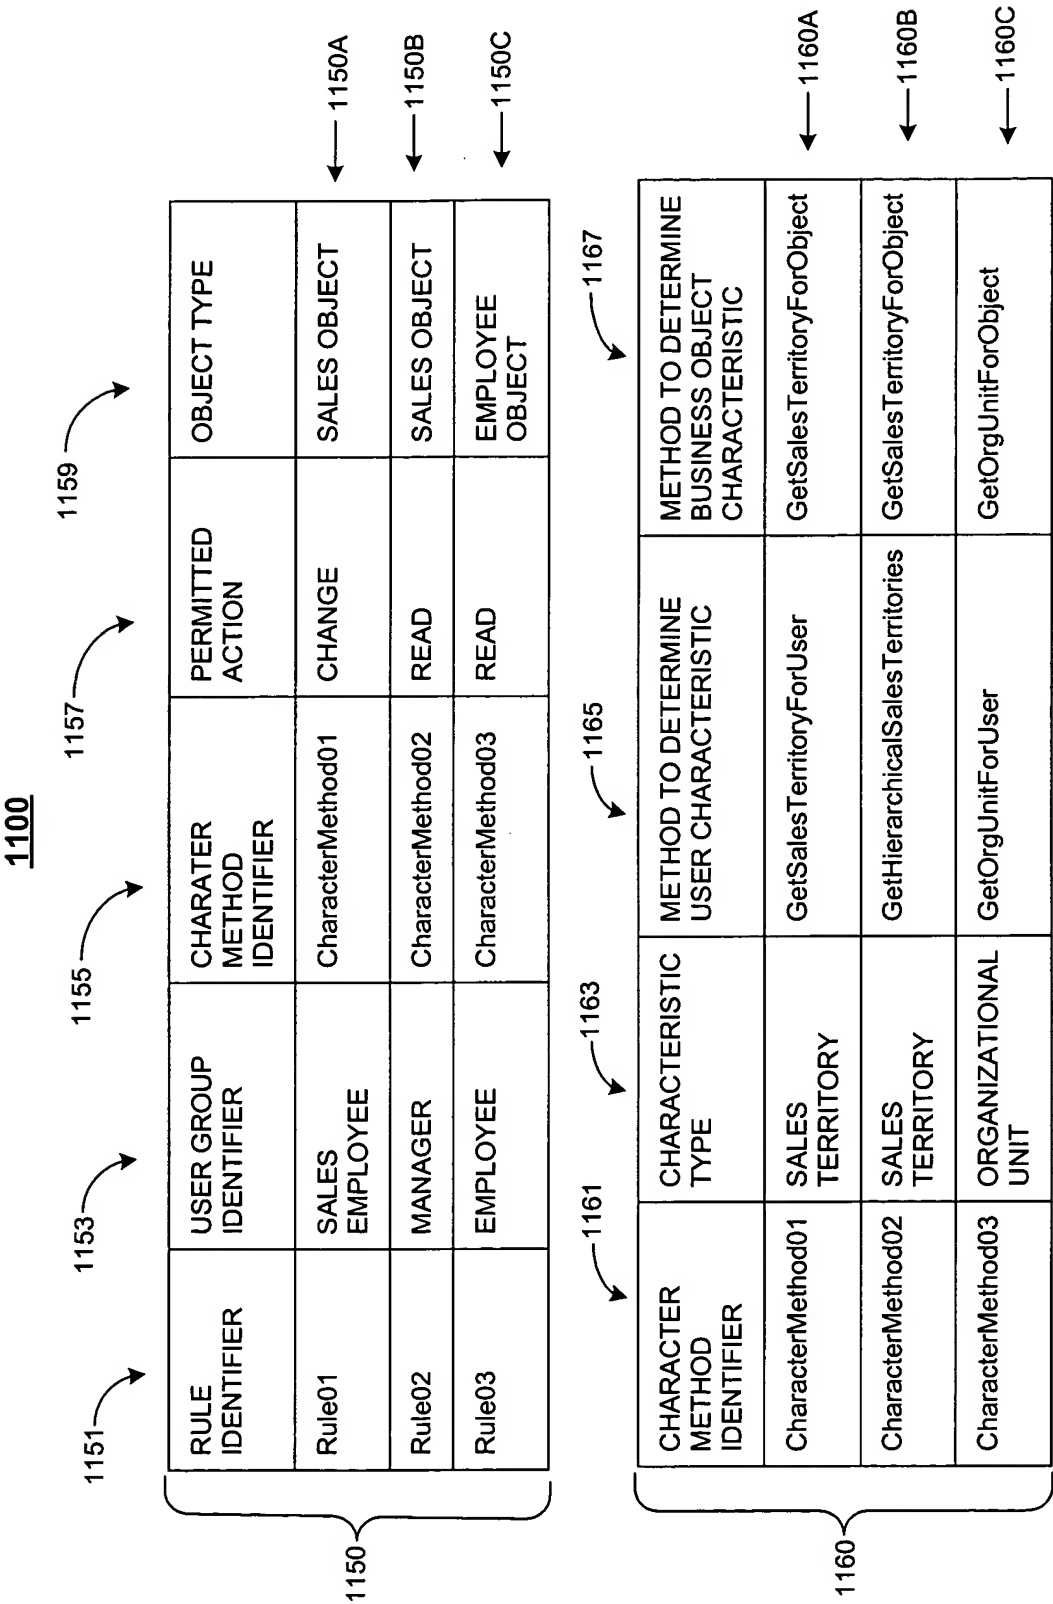 1100
1151
1153
1155
1157
1159
RULE
IDENTIFIER
USER GROUP
IDENTIFIER
CHARATER
METHOD
IDENTIFIER
PERMITTED
ACTION
OBJECT TYPE
Rule01
SALES
EMPLOYEE
CharacterMethod01
CHANGE
SALES OBJECT
1150A
Rule02
MANAGER
CharacterMethod02
READ
SALES OBJECT
1150B
Rule03
EMPLOYEE
CharacterMethod03
READ
EMPLOYEE
OBJECT
1150C
1150
1161
1163
1165
1167
CHARACTER
METHOD
IDENTIFIER
CHARACTERISTIC
TYPE
METHOD TO DETERMINE
USER CHARACTERISTIC
METHOD TO DETERMINE
BUSINESS OBJECT
CHARACTERISTIC
CharacterMethod01
SALES
TERRITORY
GetSalesTerritoryForUser
GetSalesTerritoryForObject
1160A
CharacterMethod02
SALES
TERRITORY
GetHierarchicalSalesTerritories
GetSalesTerritoryForObject
1160B
CharacterMethod03
ORGANIZATIONAL
UNIT
GetOrgUnitForUser
GetOrgUnitForObject
1160C
1160